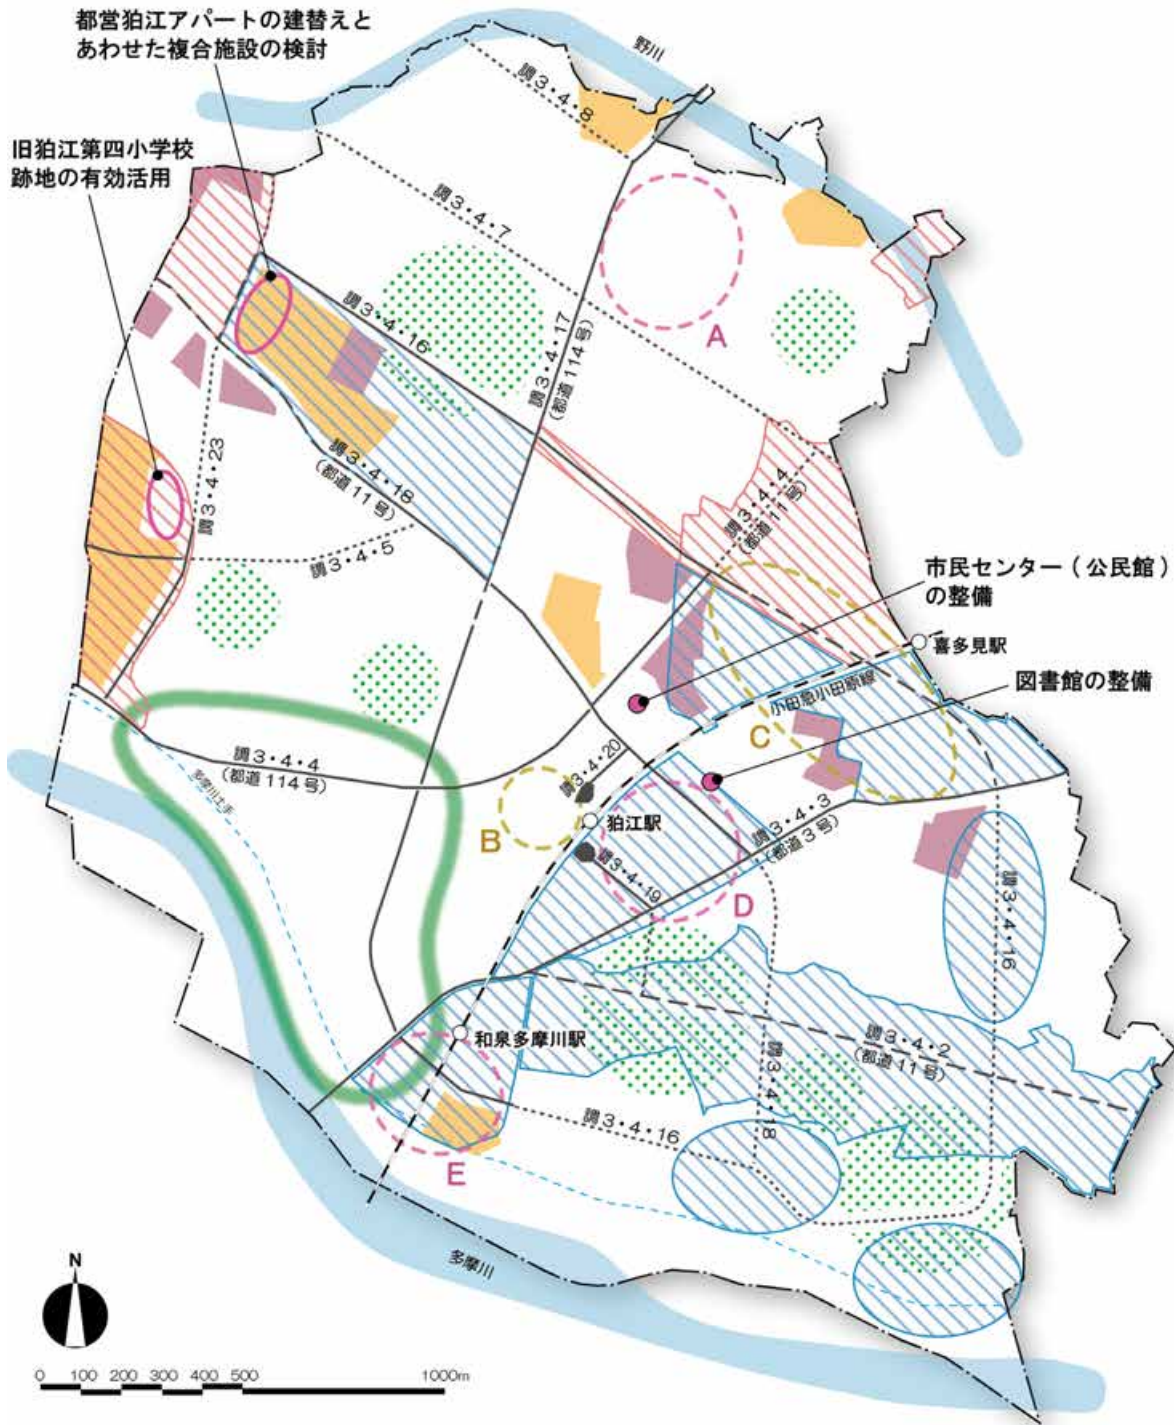 都営狛江アパートの建替えと
あわせた複合施設の検討
野川
調3・4・8
旧狛江第四小学校
跡地の有効活用
調3・4・7
A
調3・4・16
調3・4・17
(都道114号)
調3・4・23
調3・4・18
(都道11号)
調3・4・4
(都道11号)
調3・4・5
市民センター(公民館)
の整備
喜多見駅
図書館の整備
小田急小田原線
C
調3・4・20
調3・4・4
(都道114号)
多摩川土手
B
狛江駅
調3・4・3
(都道3号)
調3・4・19
D
調3・4・16
和泉多摩川駅
調3・4・2
(都道11号)
調3・4・18
調3・4・16
E
多摩川
N
0 100 200 300 400 500 1000m